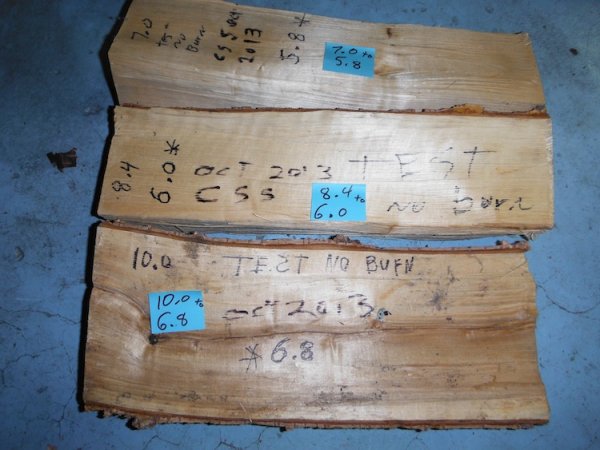 7.0
Test
no
Burn
CSS Oct
2013
5.8 *
7.0 to
5.8
8.4
6.0 *
OCT 2013
CSS
TEST
8.4 to
6.0
NO Burn
10.0
TEST NO BURN
10.0 to
6.8
oct 2013
* 6.8